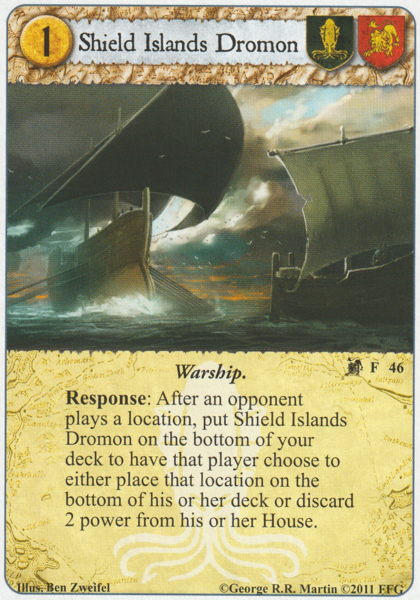 1 Shield Islands Dromon
Warship.
F 46
Response: After an opponent
plays a location, put Shield Islands
Dromon on the bottom of your
deck to have that player choose to
either place that location on the
bottom of his or her deck or discard
2 power from his or her House.
Illus. Ben Zweifel ©George R.R. Martin ©2011 FFG